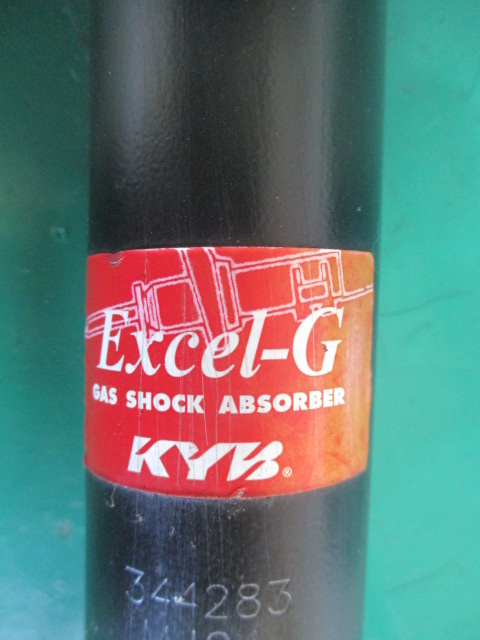 Excel-G
GAS SHOCK ABSORBER
KYB®
344283